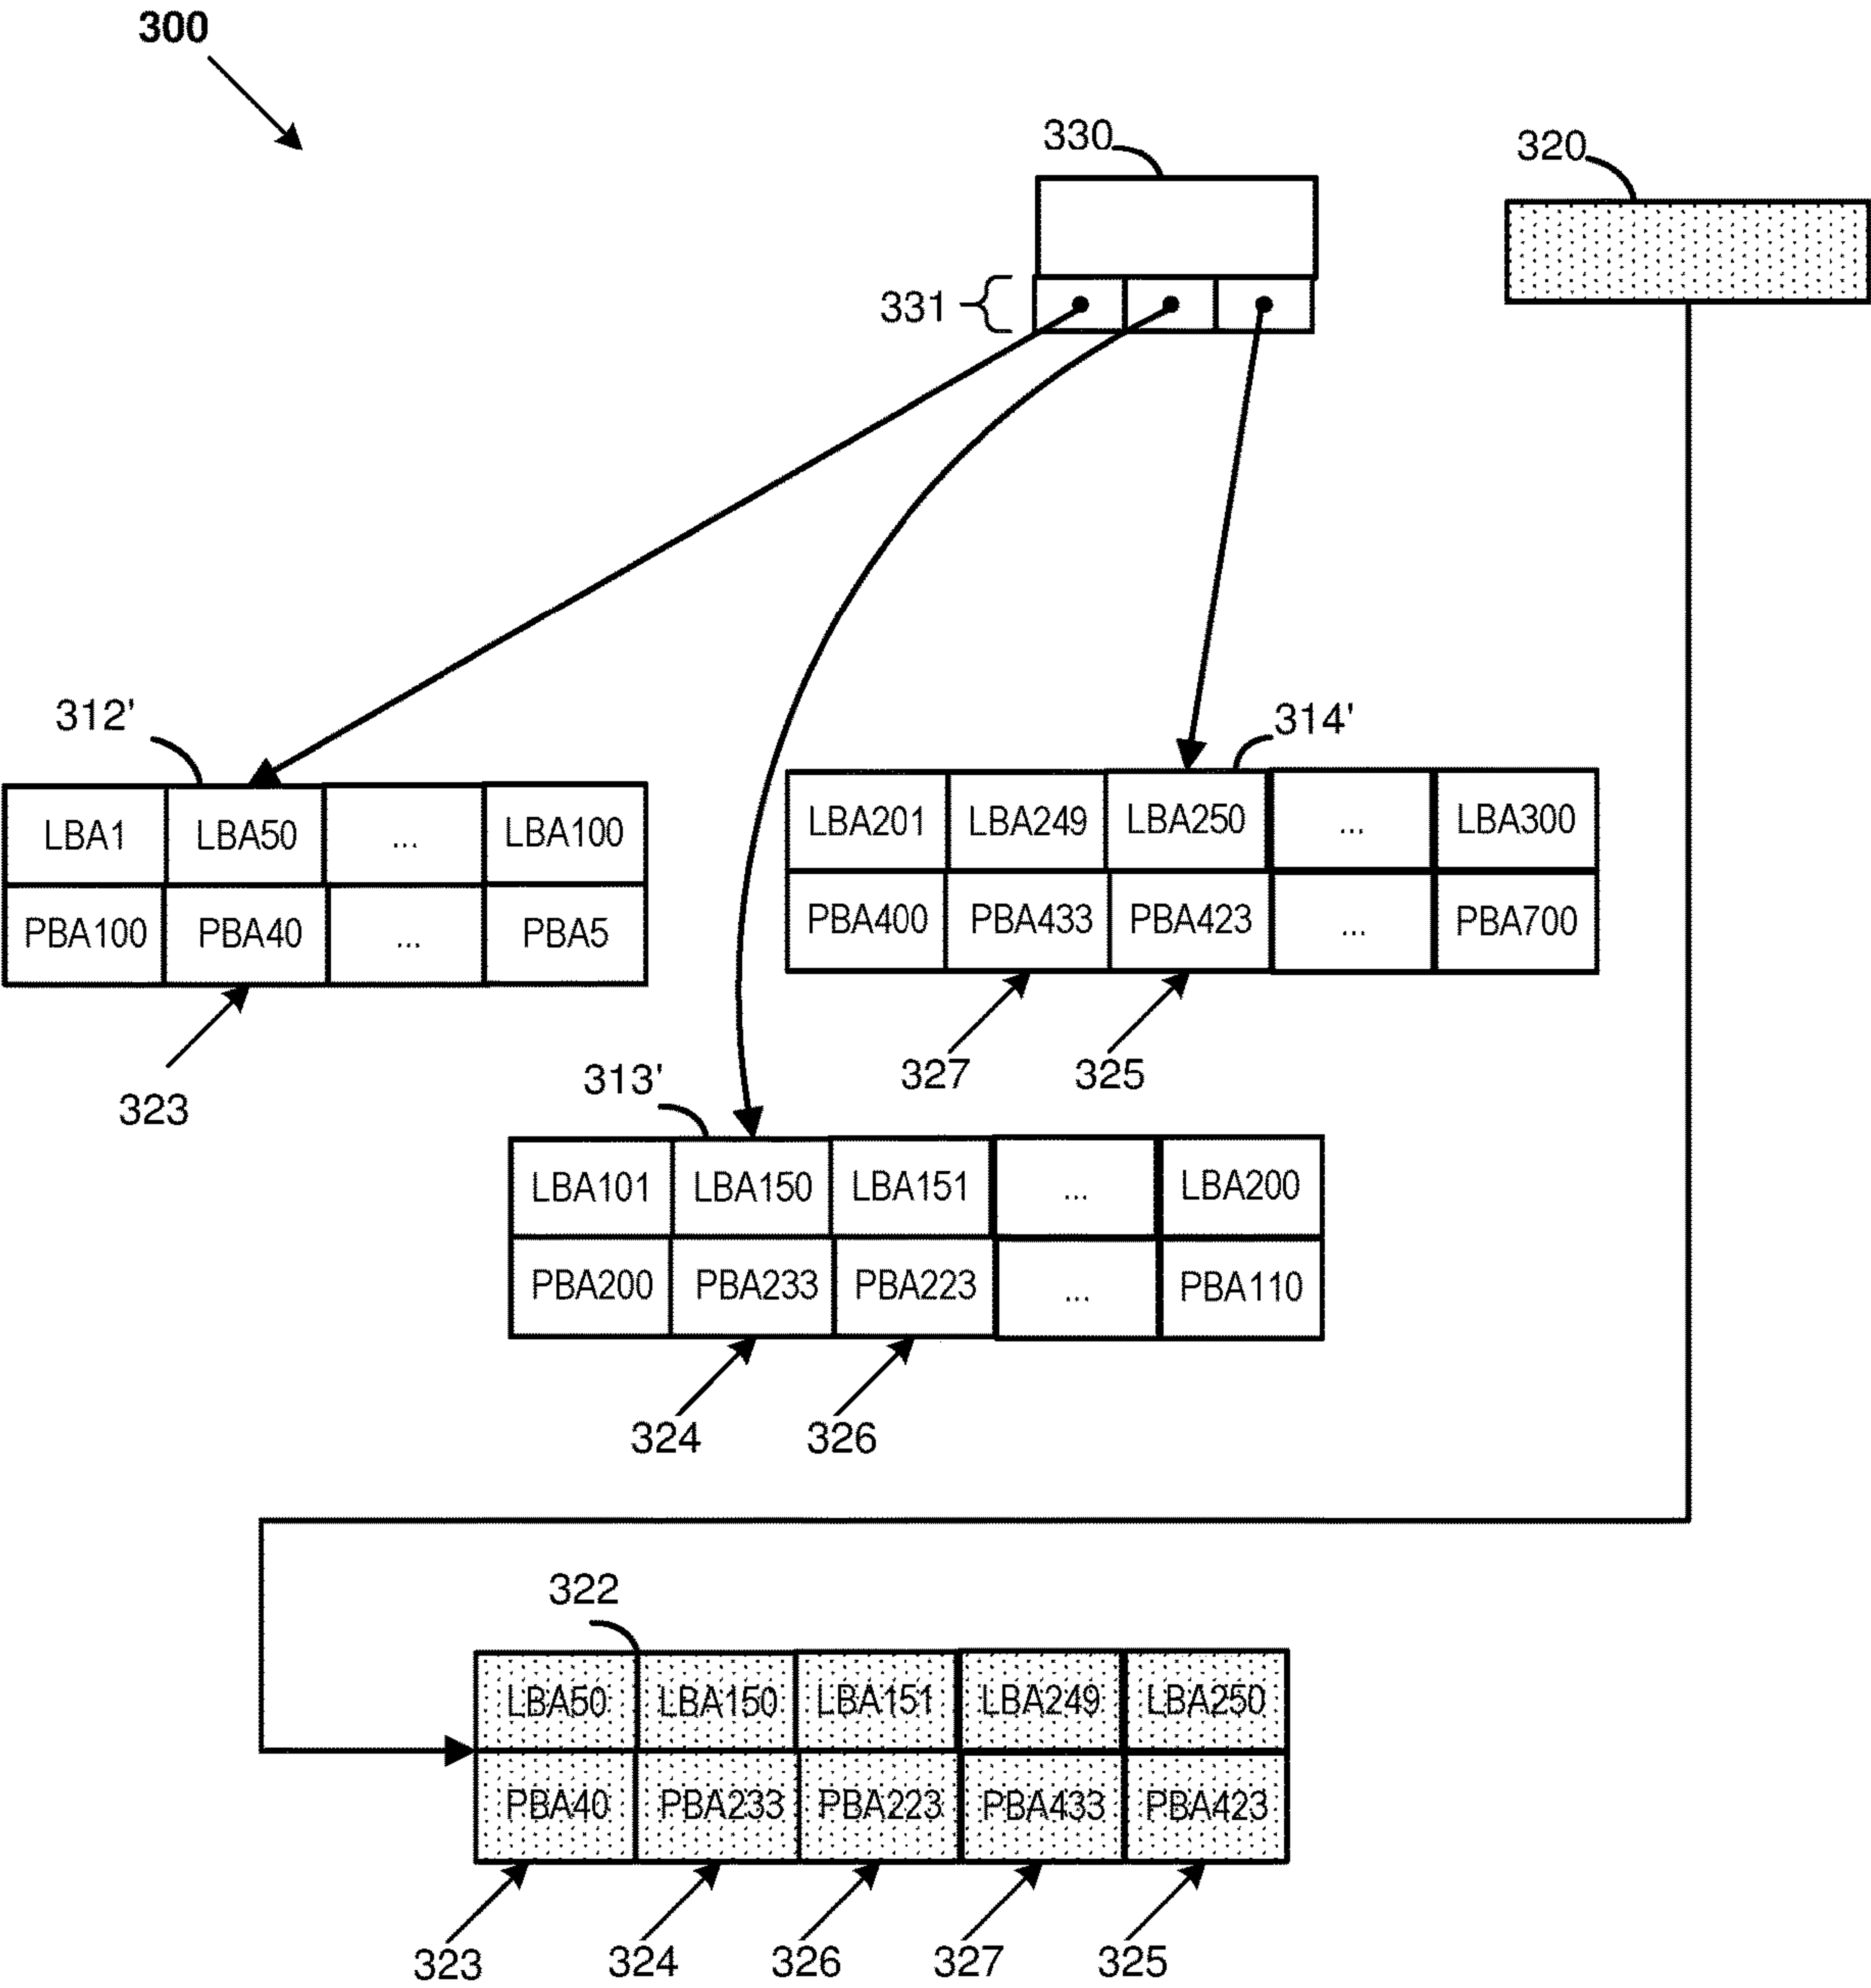 300
330
320
331
312'
314'
LBA1 LBA50 ... LBA100
PBA100 PBA40 ... PBA5
LBA201 LBA249 LBA250 ... LBA300
PBA400 PBA433 PBA423 ... PBA700
323
327 325
313'
LBA101 LBA150 LBA151 ... LBA200
PBA200 PBA233 PBA223 ... PBA110
324 326
322
LBA50 LBA150 LBA151 LBA249 LBA250
PBA40 PBA233 PBA223 PBA433 PBA423
323 324 326 327 325